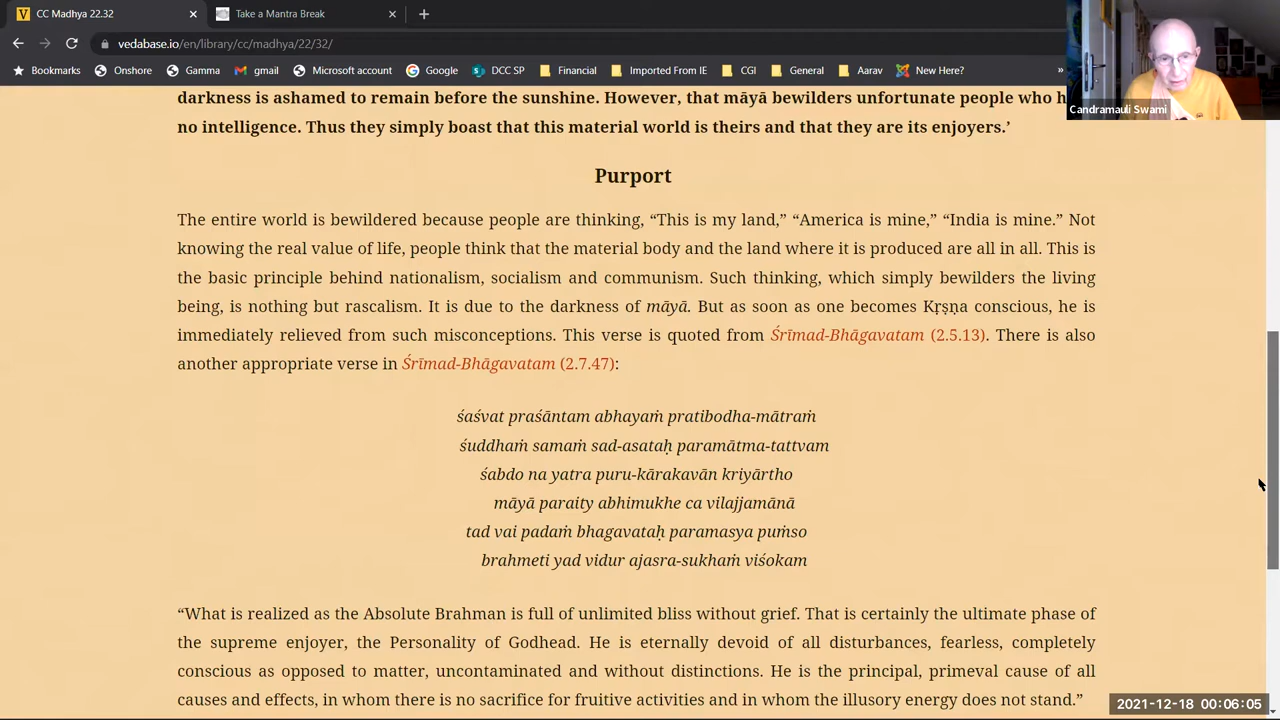 CC Madhya 22.32
Take a Mantra Break
vedabase.io/en/library/cc/madhya/22/32/
Bookmarks Onshore Gamma gmail Microsoft account Google DCC SP Financial Imported From IE CGI General Aarav New Here? »
Candramauli Swami
darkness is ashamed to remain before the sunshine. However, that māyā bewilders unfortunate people who
no intelligence. Thus they simply boast that this material world is theirs and that they are its enjoyers.’
Purport
The entire world is bewildered because people are thinking, “This is my land,” “America is mine,” “India is mine.” Not
knowing the real value of life, people think that the material body and the land where it is produced are all in all. This is
the basic principle behind nationalism, socialism and communism. Such thinking, which simply bewilders the living
being, is nothing but rascalism. It is due to the darkness of māyā. But as soon as one becomes Kṛṣṇa conscious, he is
immediately relieved from such misconceptions. This verse is quoted from Śrīmad-Bhāgavatam (2.5.13). There is also
another appropriate verse in Śrīmad-Bhāgavatam (2.7.47):
śaśvat praśāntam abhayaṁ pratibodha-mātraṁ
śuddhaṁ samaṁ sad-asataḥ paramātma-tattvam
śabdo na yatra puru-kārakavān kriyārtho
māyā paraity abhimukhe ca vilajjamānā
tad vai padaṁ bhagavataḥ paramasya puṁso
brahmeti yad vidur ajasra-sukhaṁ viśokam
“What is realized as the Absolute Brahman is full of unlimited bliss without grief. That is certainly the ultimate phase of
the supreme enjoyer, the Personality of Godhead. He is eternally devoid of all disturbances, fearless, completely
conscious as opposed to matter, uncontaminated and without distinctions. He is the principal, primeval cause of all
causes and effects, in whom there is no sacrifice for fruitive activities and in whom the illusory energy does not stand.”
2021-12-18 00:06:05